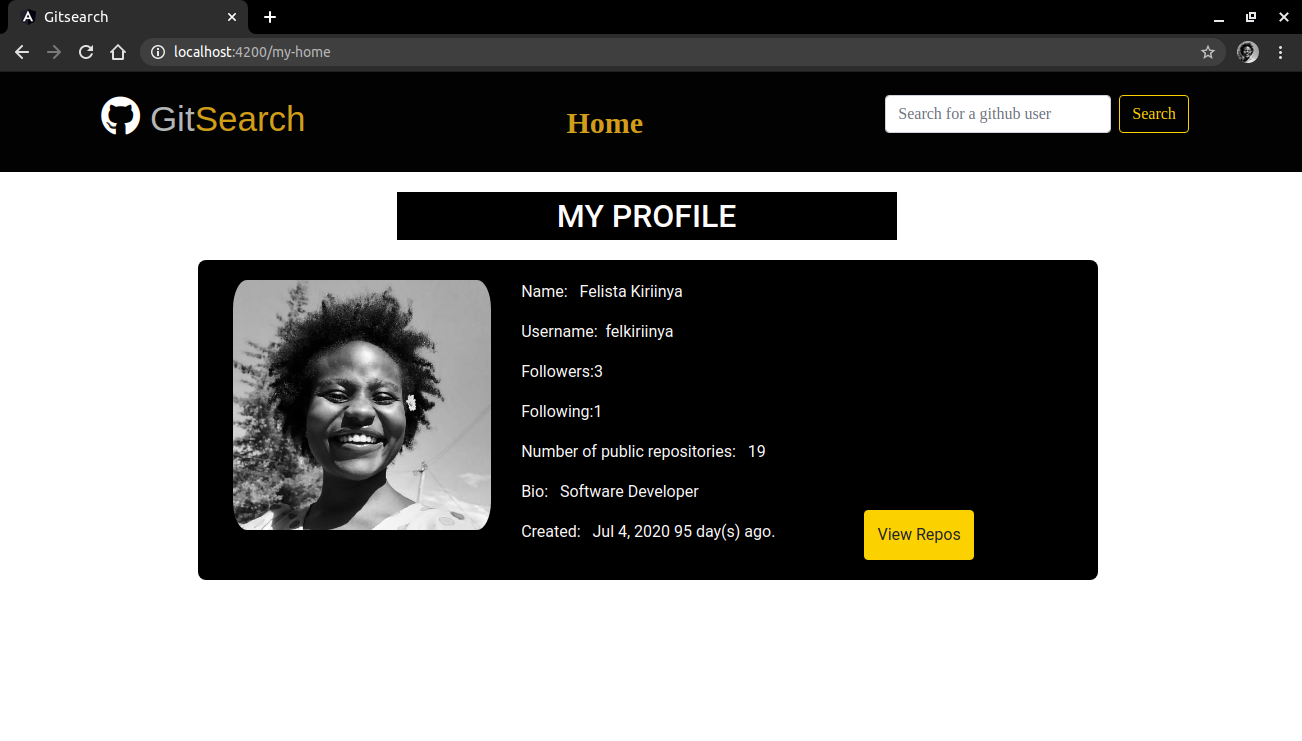 Gitsearch
localhost:4200/my-home
GitSearch
Home
Search for a github user
Search
MY PROFILE
Name: Felista Kiriinya
Username: felkiriinya
Followers:3
Following:1
Number of public repositories: 19
Bio: Software Developer
Created: Jul 4, 2020 95 day(s) ago.
View Repos